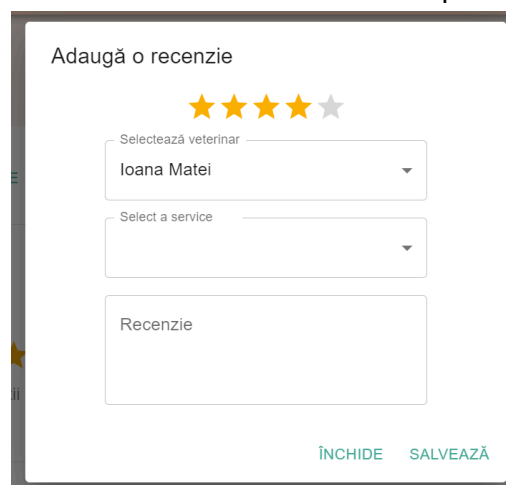 Adaugă o recenzie
Selectează veterinar
Ioana Matei
Select a service
Recenzie
ÎNCHIDE SALVEAZĂ